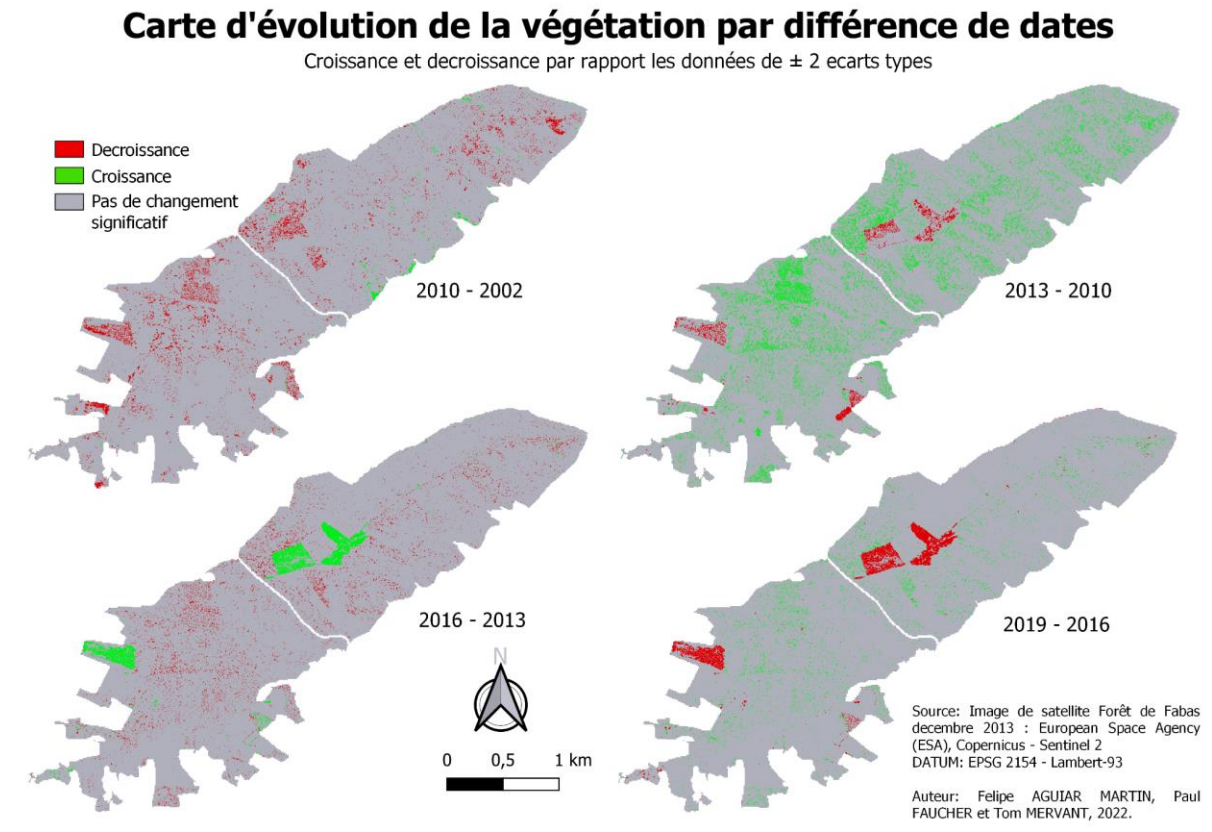 Carte d'évolution de la végétation par différence de dates
Croissance et decroissance par rapport les données de ± 2 ecarts types
Decroissance
Croissance
Pas de changement
significatif
2010 - 2002
2013 - 2010
2016 - 2013
2019 - 2016
N
0 0,5 1 km
Source: Image de satellite Forêt de Fabas
decembre 2013 : European Space Agency
(ESA), Copernicus - Sentinel 2
DATUM: EPSG 2154 - Lambert-93
Auteur: Felipe AGUIAR MARTIN, Paul
FAUCHER et Tom MERVANT, 2022.